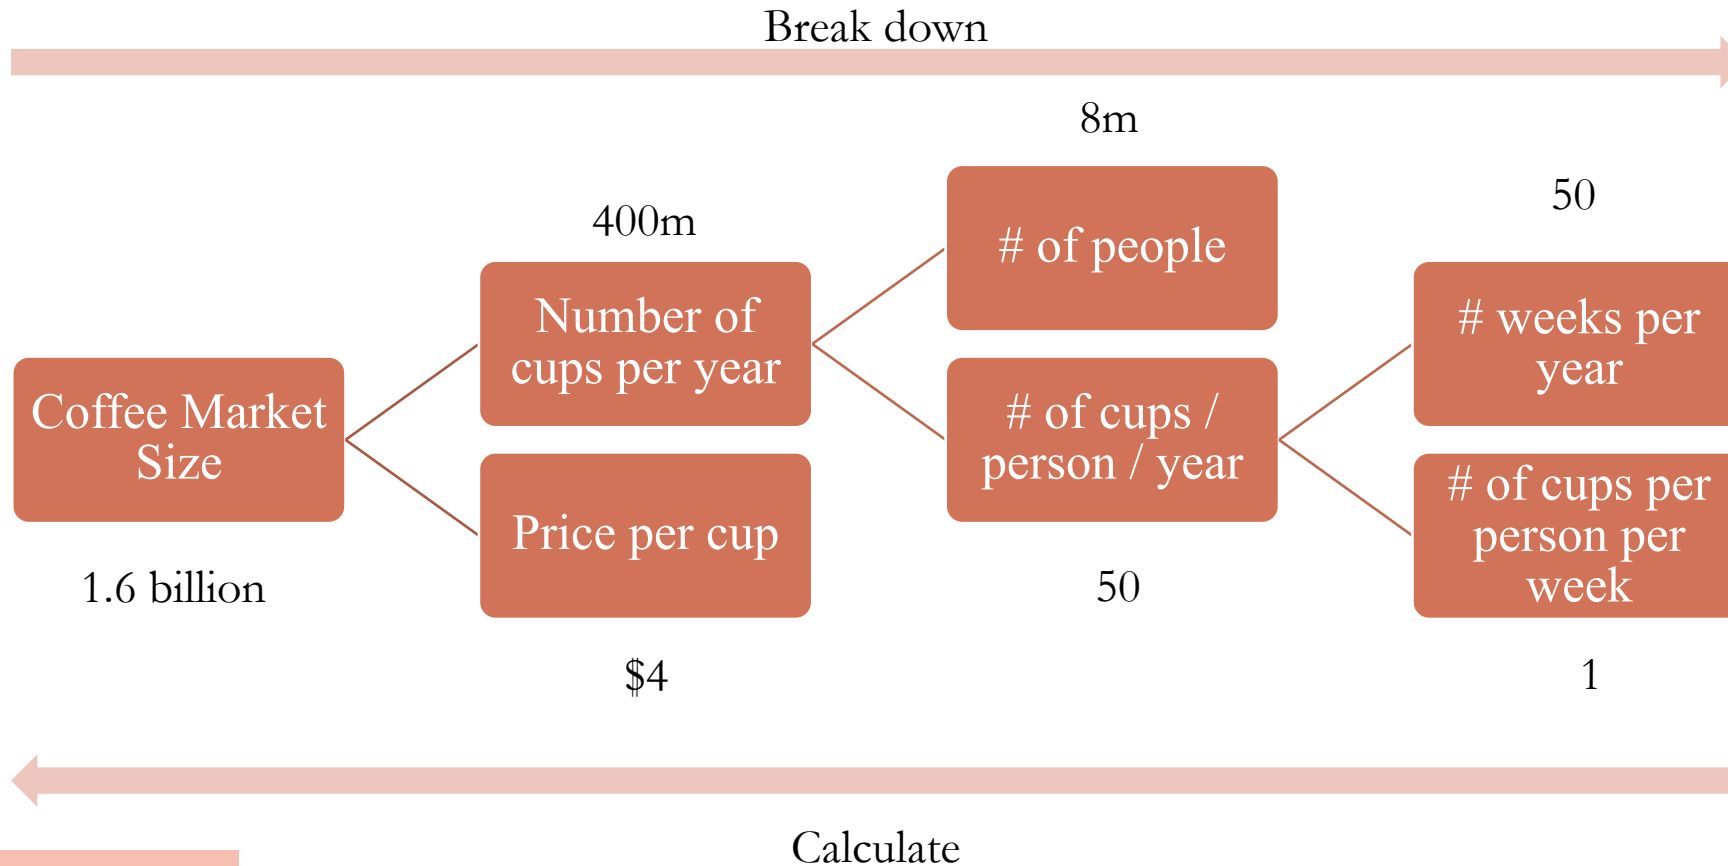 Break down
8m
50
400m
# of people
Number of
cups per year
# weeks per
year
Coffee Market
Size
# of cups /
person / year
Price per cup
# of cups per
person per
week
1.6 billion
50
$4
1
Calculate